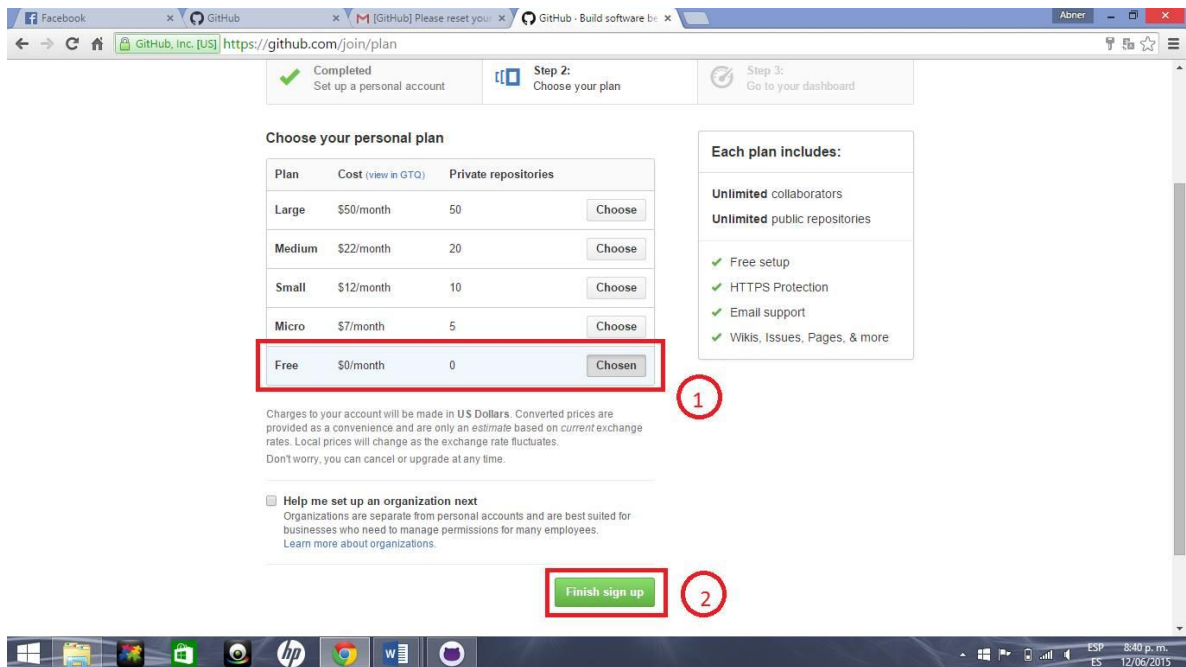 Facebook
GitHub
[GitHub] Please reset your
GitHub · Build software be
Abner
GitHub, Inc. [US]
https://github.com/join/plan
Completed
Set up a personal account
Step 2:
Choose your plan
Step 3:
Go to your dashboard
Choose your personal plan
Plan Cost (view in GTQ) Private repositories
Large $50/month 50 Choose
Medium $22/month 20 Choose
Small $12/month 10 Choose
Micro $7/month 5 Choose
Free $0/month 0 Chosen
1
Charges to your account will be made in US Dollars. Converted prices are
provided as a convenience and are only an estimate based on current exchange
rates. Local prices will change as the exchange rate fluctuates.
Don't worry, you can cancel or upgrade at any time.
Help me set up an organization next
Organizations are separate from personal accounts and are best suited for
businesses who need to manage permissions for many employees.
Learn more about organizations.
Finish sign up
2
Each plan includes:
Unlimited collaborators
Unlimited public repositories
Free setup
HTTPS Protection
Email support
Wikis, Issues, Pages, & more
hp
ESP
ES
8:40 p. m.
12/06/2015